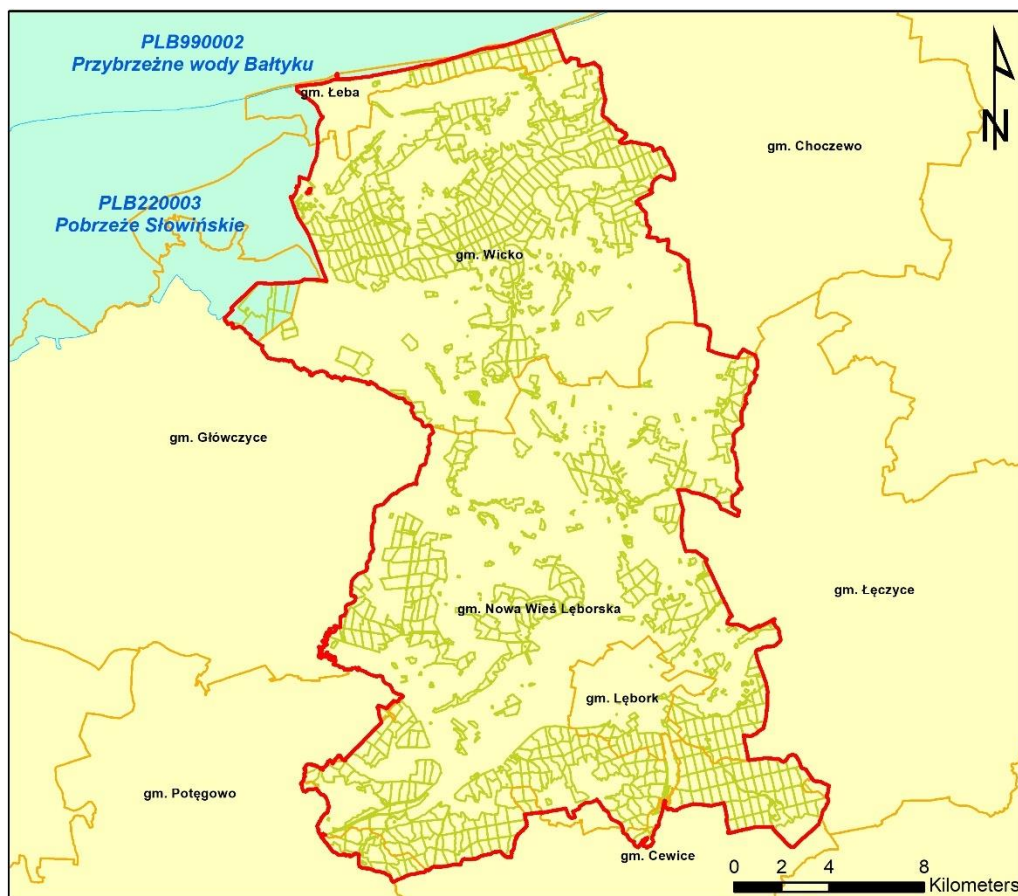 PLB990002
Przybrzeżne wody Bałtyku
gm. Łeba
N
gm. Choczewo
PLB220003
Pobrzeże Słowińskie
gm. Wicko
gm. Główczyce
gm. Łęczyce
gm. Nowa Wieś Lęborska
gm. Lębork
gm. Potęgowo
gm. Cewice
0 2 4 8
Kilometers